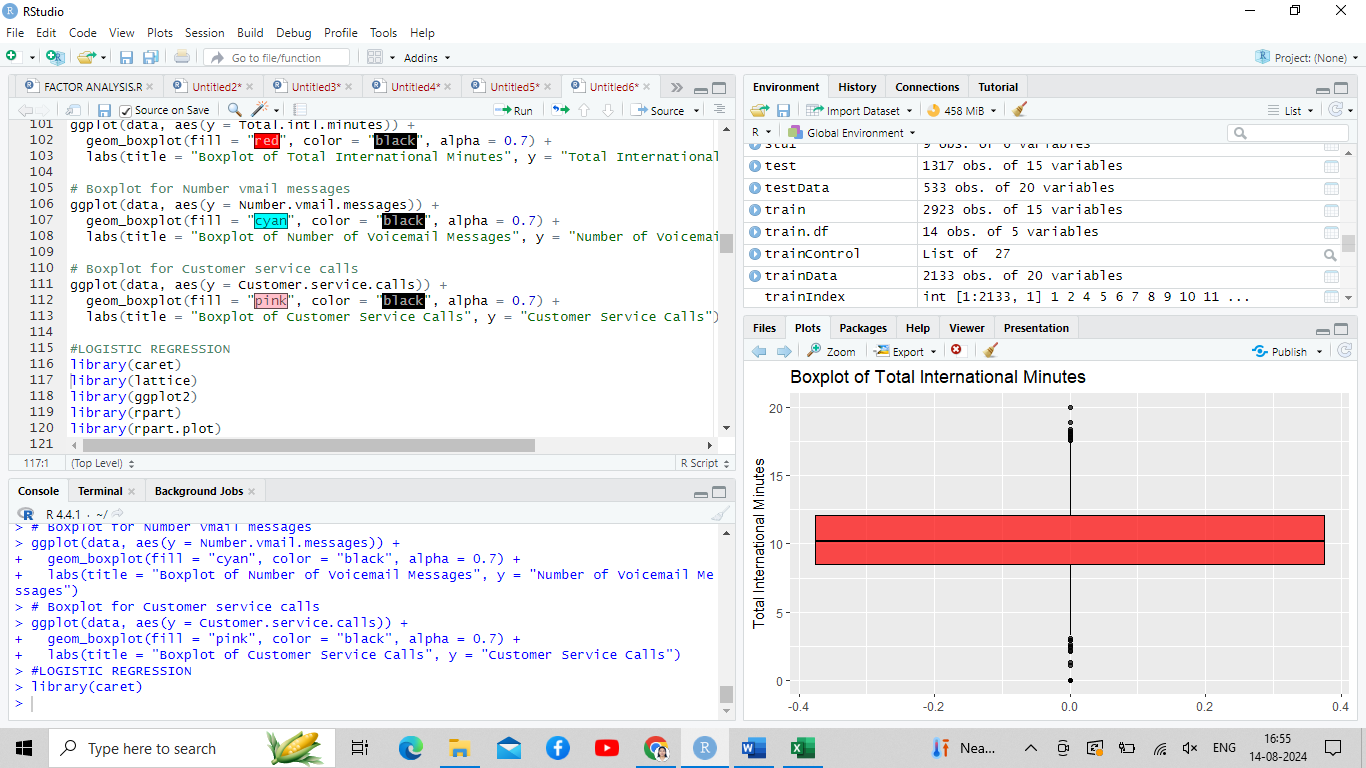 RStudio
File Edit Code View Plots Session Build Debug Profile Tools Help
Go to file/function Addins Project: (None)
FACTOR ANALYSIS.R Untitled2* Untitled3* Untitled4* Untitled5* Untitled6*
Source on Save Run Source
101 ggplot(data, aes(y = Total.intl.minutes)) +
102 geom_boxplot(fill = "red", color = "black", alpha = 0.7) +
103 labs(title = "Boxplot of Total International Minutes", y = "Total International
104
105 # Boxplot for Number vmail messages
106 ggplot(data, aes(y = Number.vmail.messages)) +
107 geom_boxplot(fill = "cyan", color = "black", alpha = 0.7) +
108 labs(title = "Boxplot of Number of Voicemail Messages", y = "Number of Voicemai
109
110 # Boxplot for Customer service calls
111 ggplot(data, aes(y = Customer.service.calls)) +
112 geom_boxplot(fill = "pink", color = "black", alpha = 0.7) +
113 labs(title = "Boxplot of Customer Service Calls", y = "Customer Service Calls")
114
115 #LOGISTIC REGRESSION
116 library(caret)
117 library(lattice)
118 library(ggplot2)
119 library(rpart)
120 library(rpart.plot)
121
117:1 (Top Level) R Script
Console Terminal Background Jobs
R 4.4.1 · ~/
> # Boxplot for Number vmail messages
> ggplot(data, aes(y = Number.vmail.messages)) +
+ geom_boxplot(fill = "cyan", color = "black", alpha = 0.7) +
+ labs(title = "Boxplot of Number of Voicemail Messages", y = "Number of Voicemail Me
ssages")
> # Boxplot for Customer service calls
> ggplot(data, aes(y = Customer.service.calls)) +
+ geom_boxplot(fill = "pink", color = "black", alpha = 0.7) +
+ labs(title = "Boxplot of Customer Service Calls", y = "Customer Service Calls")
> #LOGISTIC REGRESSION
> library(caret)
>
Environment History Connections Tutorial
Import Dataset 458 MiB List
R Global Environment
9 obs. of 6 variables
test 1317 obs. of 15 variables
testData 533 obs. of 20 variables
train 2923 obs. of 15 variables
train.df 14 obs. of 5 variables
trainControl List of 27
trainData 2133 obs. of 20 variables
trainIndex int [1:2133, 1] 1 2 4 5 6 7 8 9 10 11 ...
Files Plots Packages Help Viewer Presentation
Zoom Export Publish
Boxplot of Total International Minutes
Total International Minutes
20
15
10
5
0
-0.4 -0.2 0.0 0.2 0.4
Type here to search
Nea... ENG 16:55
14-08-2024